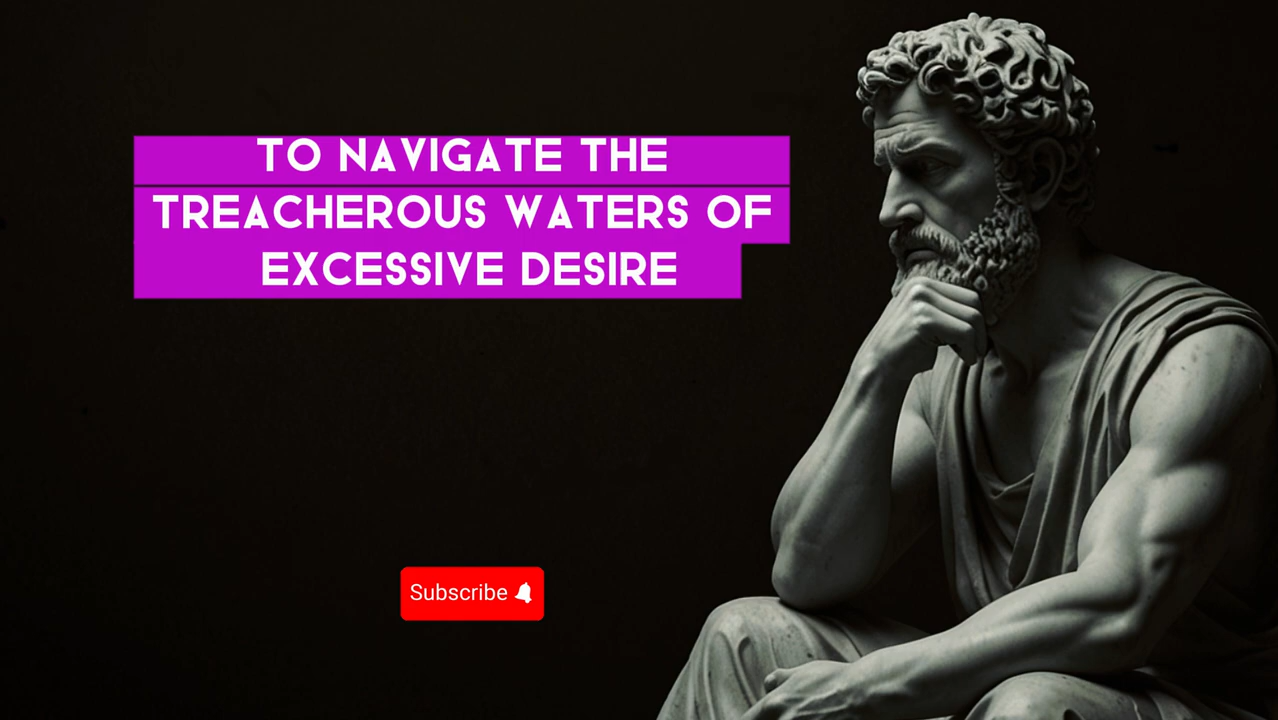 TO NAVIGATE THE
TREACHEROUS WATERS OF
EXCESSIVE DESIRE
Subscribe